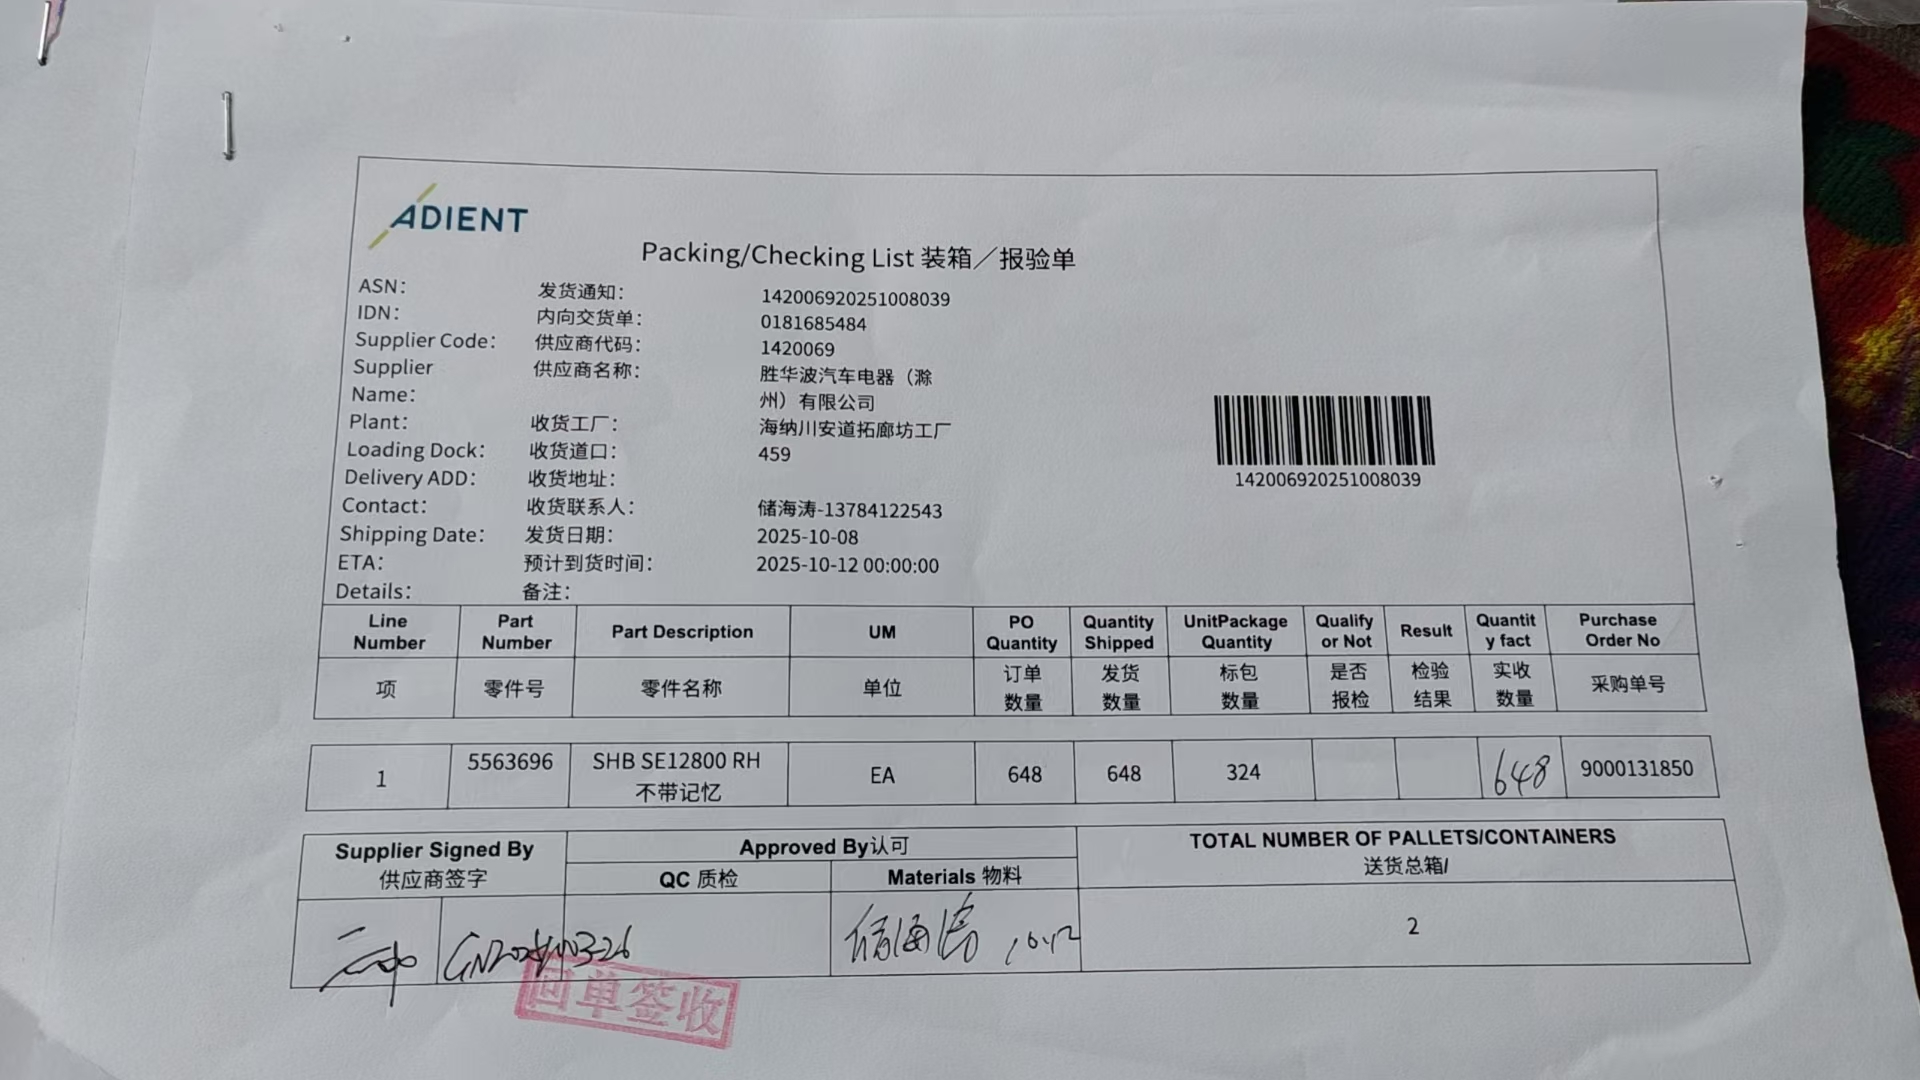 ADIENT
Packing/Checking List 装箱／报验单
ASN： 发货通知： 142006920251008039
IDN： 内向交货单： 0181685484
Supplier Code： 供应商代码： 1420069
Supplier Name： 供应商名称： 胜华波汽车电器（滁
州）有限公司
Plant： 收货工厂： 海纳川安道拓廊坊工厂
Loading Dock： 收货道口： 459
Delivery ADD： 收货地址：
Contact： 收货联系人： 储海涛-13784122543
Shipping Date： 发货日期： 2025-10-08
ETA： 预计到货时间： 2025-10-12 00:00:00
Details： 备注：
142006920251008039
Line Number Part Number Part Description UM PO Quantity Quantity Shipped UnitPackage Quantity Qualify or Not Result Quantit y fact Purchase Order No
项 零件号 零件名称 单位 订单数量 发货数量 标包数量 是否报检 检验结果 实收数量 采购单号
1 5563696 SHB SE12800 RH 不带记忆 EA 648 648 324 648 9000131850
Supplier Signed By Approved By认可 TOTAL NUMBER OF PALLETS/CONTAINERS
供应商签字 QC 质检 Materials 物料 送货总箱/
储海涛 10.12 2
回单签收